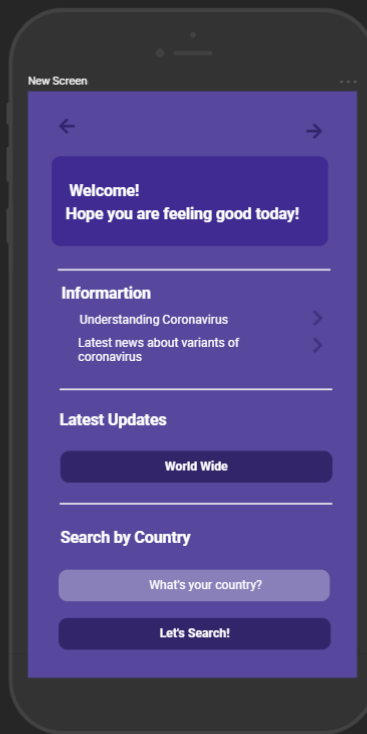 New Screen
Welcome!
Hope you are feeling good today!
Informartion
Understanding Coronavirus
Latest news about variants of
coronavirus
Latest Updates
World Wide
Search by Country
What's your country?
Let's Search!